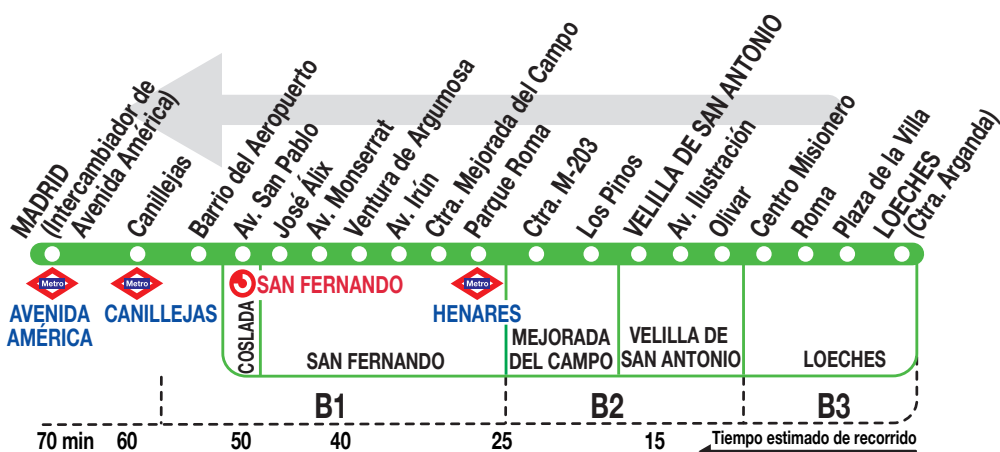 MADRID
(Intercambiador de
Avenida América)
Canillejas
Barrio del Aeropuerto
Av. San Pablo
José Álix
Av. Monserrat
Ventura de Argumosa
Av. Irún
Ctra. Mejorada del Campo
Parque Roma
Ctra. M-203
Los Pinos
VELILLA DE SAN ANTONIO
Av. Ilustración
Olivar
Centro Misionero
Roma
Plaza de la Villa
LOECHES
(Ctra. Arganda)
Metro
AVENIDA
AMÉRICA
Metro
CANILLEJAS
SAN FERNANDO
Metro
HENARES
COSLADA
SAN FERNANDO
MEJORADA
DEL CAMPO
VELILLA DE
SAN ANTONIO
LOECHES
B1
B2
B3
70 min
60
50
40
25
15
Tiempo estimado de recorrido